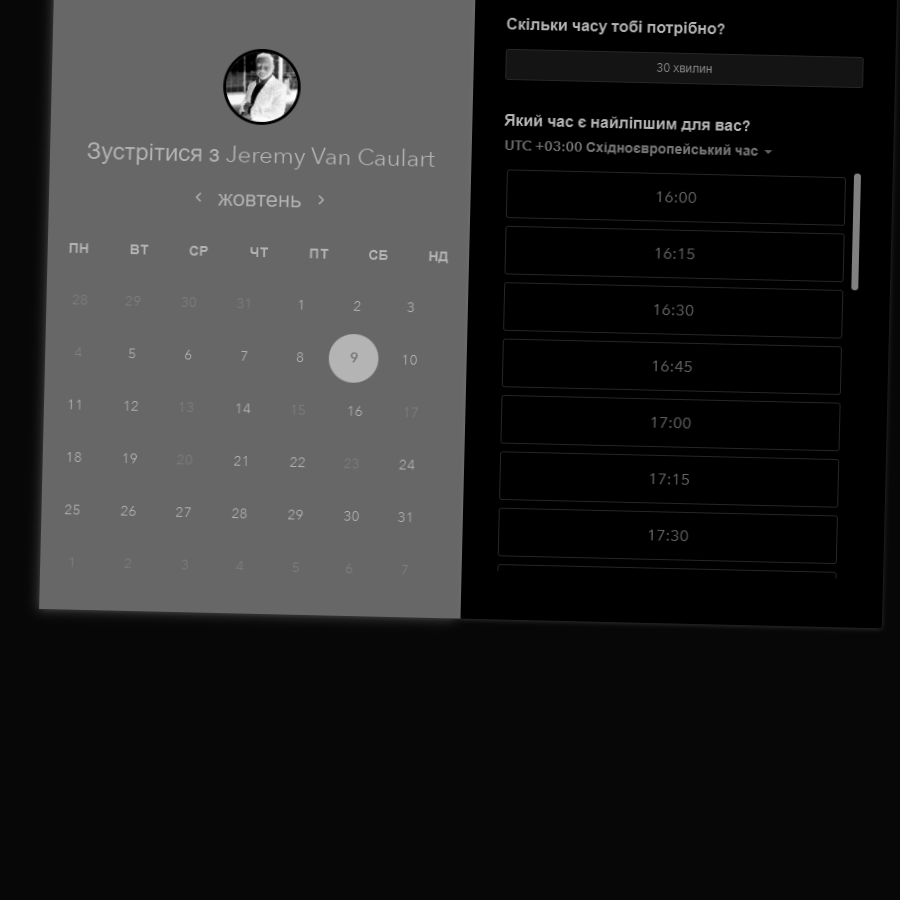 Зустрітися з Jeremy Van Caulart
жовтень
ПН ВТ СР ЧТ ПТ СБ НД
28 29 30 31 1 2 3
4 5 6 7 8 9 10
11 12 13 14 15 16 17
18 19 20 21 22 23 24
25 26 27 28 29 30 31
1 2 3 4 5 6 7
Скільки часу тобі потрібно?
30 хвилин
Який час є найліпшим для вас?
UTC +03:00 Східноєвропейський час
16:00
16:15
16:30
16:45
17:00
17:15
17:30